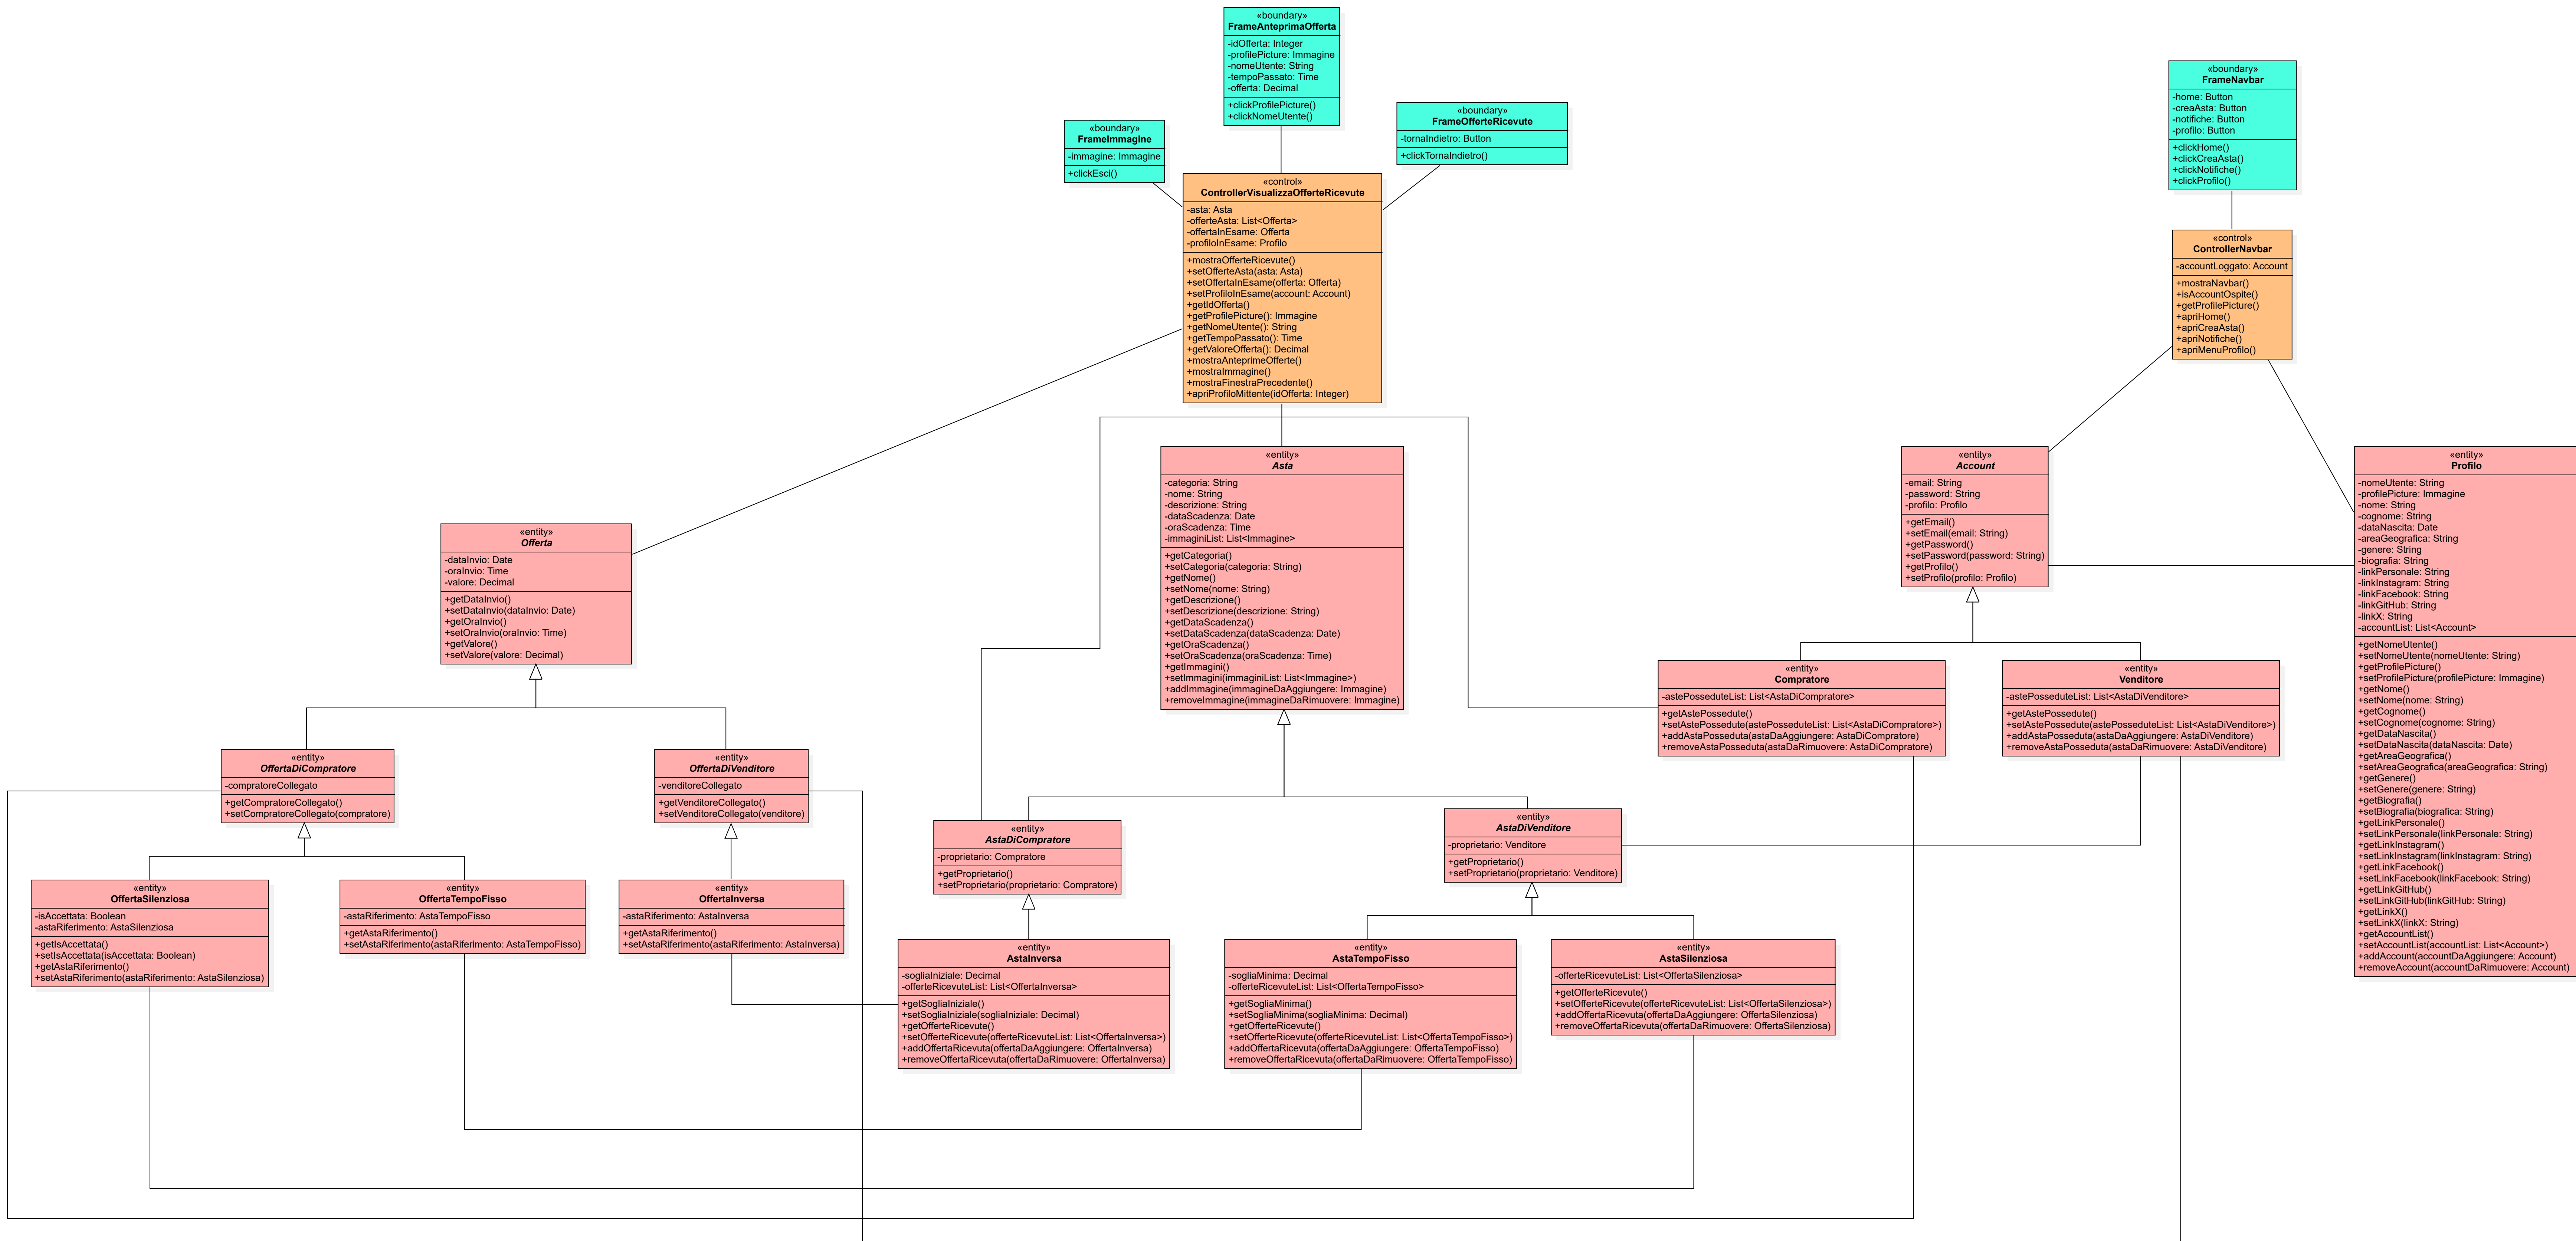 «boundary»
FrameAnteprimaOfferta
-idOfferta: Integer
-profilePicture: Immagine
-nomeUtente: String
-tempoPassato: Time
-offerta: Decimal
+clickProfilePicture()
+clickNomeUtente()
«boundary»
FrameImmagine
-immagine: Immagine
+clickEsci()
«boundary»
FrameOfferteRicevute
-tornaIndietro: Button
+clickTornaIndietro()
«boundary»
FrameNavbar
-home: Button
-creaAsta: Button
-notifiche: Button
-profilo: Button
+clickHome()
+clickCreaAsta()
+clickNotifiche()
+clickProfilo()
«control»
ControllerVisualizzaOfferteRicevute
-asta: Asta
-offerteAsta: List<Offerta>
-offertaInEsame: Offerta
-profiloInEsame: Profilo
+mostraOfferteRicevute()
+setOfferteAsta(asta: Asta)
+setOffertaInEsame(offerta: Offerta)
+setProfiloInEsame(account: Account)
+getIdOfferta()
+getProfilePicture(): Immagine
+getNomeUtente(): String
+getTempoPassato(): Time
+getValoreOfferta(): Decimal
+mostraAnteprimeOfferte()
+mostraImmagine()
+mostraFinestraPrecedente()
+apriProfiloMittente(idOfferta: Integer)
«control»
ControllerNavbar
-accountLoggato: Account
+mostraNavbar()
+isAccountOspite()
+getProfilePicture()
+apriHome()
+apriCreaAsta()
+apriNotifiche()
+apriMenuProfilo()
«entity»
Offerta
-dataInvio: Date
-oraInvio: Time
-valore: Decimal
+getDataInvio()
+setDataInvio(dataInvio: Date)
+getOraInvio()
+setOraInvio(oraInvio: Time)
+getValore()
+setValore(valore: Decimal)
«entity»
Asta
-categoria: String
-nome: String
-descrizione: String
-dataScadenza: Date
-oraScadenza: Time
-immaginiList: List<Immagine>
+getCategoria()
+setCategoria(categoria: String)
+getNome()
+setNome(nome: String)
+getDescrizione()
+setDescrizione(descrizione: String)
+getDataScadenza()
+setDataScadenza(dataScadenza: Date)
+getOraScadenza()
+setOraScadenza(oraScadenza: Time)
+getImmagini()
+setImmagini(immaginiList: List<Immagine>)
+addImmagine(immagineDaAggiungere: Immagine)
+removeImmagine(immagineDaRimuovere: Immagine)
«entity»
Account
-email: String
-password: String
-profilo: Profilo
+getEmail()
+setEmail(email: String)
+getPassword()
+setPassword(password: String)
+getProfilo()
+setProfilo(profilo: Profilo)
«entity»
Profilo
-nomeUtente: String
-profilePicture: Immagine
-nome: String
-cognome: String
-dataNascita: Date
-areaGeografica: String
-genere: String
-biografia: String
-linkPersonale: String
-linkInstagram: String
-linkFacebook: String
-linkGitHub: String
-linkX: String
-accountList: List<Account>
+getNomeUtente()
+setNomeUtente(nomeUtente: String)
+getProfilePicture()
+setProfilePicture(profilePicture: Immagine)
+getNome()
+setNome(nome: String)
+getCognome()
+setCognome(cognome: String)
+getDataNascita()
+setDataNascita(dataNascita: Date)
+getAreaGeografica()
+setAreaGeografica(areaGeografica: String)
+getGenere()
+setGenere(genere: String)
+getBiografia()
+setBiografia(biografica: String)
+getLinkPersonale()
+setLinkPersonale(linkPersonale: String)
+getLinkInstagram()
+setLinkInstagram(linkInstagram: String)
+getLinkFacebook()
+setLinkFacebook(linkFacebook: String)
+getLinkGitHub()
+setLinkGitHub(linkGitHub: String)
+getLinkX()
+setLinkX(linkX: String)
+getAccountList()
+setAccountList(accountList: List<Account>)
+addAccount(accountDaAggiungere: Account)
+removeAccount(accountDaRimuovere: Account)
«entity»
Compratore
-astePosseduteList: List<AstaDiCompratore>
+getAstePossedute()
+setAstePossedute(astePosseduteList: List<AstaDiCompratore>)
+addAstaPosseduta(astaDaAggiungere: AstaDiCompratore)
+removeAstaPosseduta(astaDaRimuovere: AstaDiCompratore)
«entity»
Venditore
-astePosseduteList: List<AstaDiVenditore>
+getAstePossedute()
+setAstePossedute(astePosseduteList: List<AstaDiVenditore>)
+addAstaPosseduta(astaDaAggiungere: AstaDiVenditore)
+removeAstaPosseduta(astaDaRimuovere: AstaDiVenditore)
«entity»
OffertaDiCompratore
-compratoreCollegato
+getCompratoreCollegato()
+setCompratoreCollegato(compratore)
«entity»
OffertaDiVenditore
-venditoreCollegato
+getVenditoreCollegato()
+setVenditoreCollegato(venditore)
«entity»
AstaDiCompratore
-proprietario: Compratore
+getProprietario()
+setProprietario(proprietario: Compratore)
«entity»
AstaDiVenditore
-proprietario: Venditore
+getProprietario()
+setProprietario(proprietario: Venditore)
«entity»
OffertaSilenziosa
-isAccettata: Boolean
-astaRiferimento: AstaSilenziosa
+getIsAccettata()
+setIsAccettata(isAccettata: Boolean)
+getAstaRiferimento()
+setAstaRiferimento(astaRiferimento: AstaSilenziosa)
«entity»
OffertaTempoFisso
-astaRiferimento: AstaTempoFisso
+getAstaRiferimento()
+setAstaRiferimento(astaRiferimento: AstaTempoFisso)
«entity»
OffertaInversa
-astaRiferimento: AstaInversa
+getAstaRiferimento()
+setAstaRiferimento(astaRiferimento: AstaInversa)
«entity»
AstaInversa
-sogliaIniziale: Decimal
-offerteRicevuteList: List<OffertaInversa>
+getSogliaIniziale()
+setSogliaIniziale(sogliaIniziale: Decimal)
+getOfferteRicevute()
+setOfferteRicevute(offerteRicevuteList: List<OffertaInversa>)
+addOffertaRicevuta(offertaDaAggiungere: OffertaInversa)
+removeOffertaRicevuta(offertaDaRimuovere: OffertaInversa)
«entity»
AstaTempoFisso
-sogliaMinima: Decimal
-offerteRicevuteList: List<OffertaTempoFisso>
+getSogliaMinima()
+setSogliaMinima(sogliaMinima: Decimal)
+getOfferteRicevute()
+setOfferteRicevute(offerteRicevuteList: List<OffertaTempoFisso>)
+addOffertaRicevuta(offertaDaAggiungere: OffertaTempoFisso)
+removeOffertaRicevuta(offertaDaRimuovere: OffertaTempoFisso)
«entity»
AstaSilenziosa
-offerteRicevuteList: List<OffertaSilenziosa>
+getOfferteRicevute()
+setOfferteRicevute(offerteRicevuteList: List<OffertaSilenziosa>)
+addOffertaRicevuta(offertaDaAggiungere: OffertaSilenziosa)
+removeOffertaRicevuta(offertaDaRimuovere: OffertaSilenziosa)